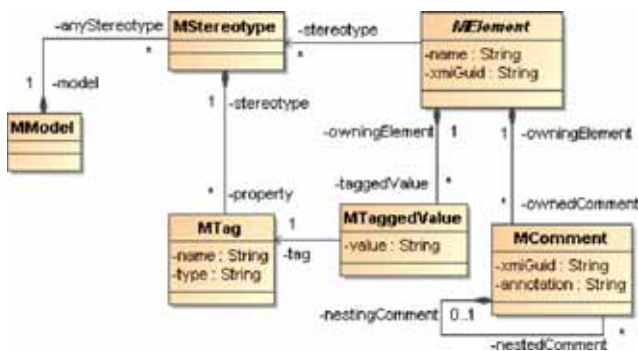 -anyStereotype
MStereotype
-stereotype
MElement
*
*
-name : String
-xmiGuid : String
1
-model
1
-stereotype
1
1
-owningElement
-owningElement
MModel
*
-property
-taggedValue
*
*
-ownedComment
MTag
1
MTaggedValue
MComment
-name : String
-type : String
-tag
-value : String
-xmiGuid : String
-annotation : String
-nestingComment
0..1
*
-nestedComment